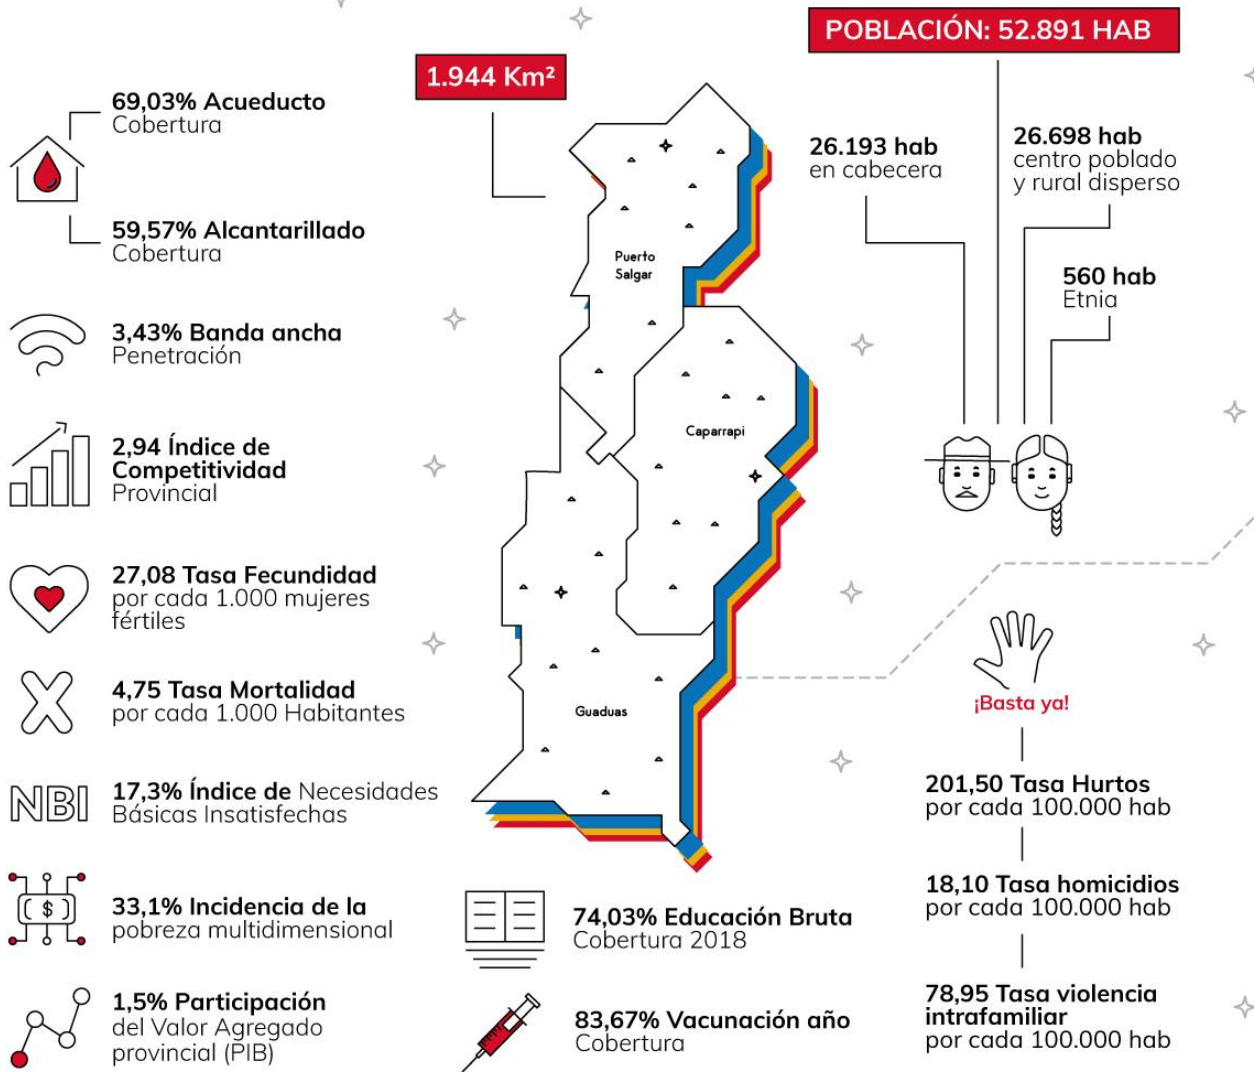 POBLACIÓN: 52.891 HAB
1.944 Km²
69,03% Acueducto
Cobertura
59,57% Alcantarillado
Cobertura
3,43% Banda ancha
Penetración
2,94 Índice de
Competitividad
Provincial
27,08 Tasa Fecundidad
por cada 1.000 mujeres
fértiles
4,75 Tasa Mortalidad
por cada 1.000 Habitantes
NBI
17,3% Índice de Necesidades
Básicas Insatisfechas
$
33,1% Incidencia de la
pobreza multidimensional
1,5% Participación
del Valor Agregado
provincial (PIB)
Puerto
Salgar
Caparrapi
Guaduas
74,03% Educación Bruta
Cobertura 2018
83,67% Vacunación año
Cobertura
26.193 hab
en cabecera
26.698 hab
centro poblado
y rural disperso
560 hab
Etnia
¡Basta ya!
201,50 Tasa Hurtos
por cada 100.000 hab
18,10 Tasa homicidios
por cada 100.000 hab
78,95 Tasa violencia
intrafamiliar
por cada 100.000 hab